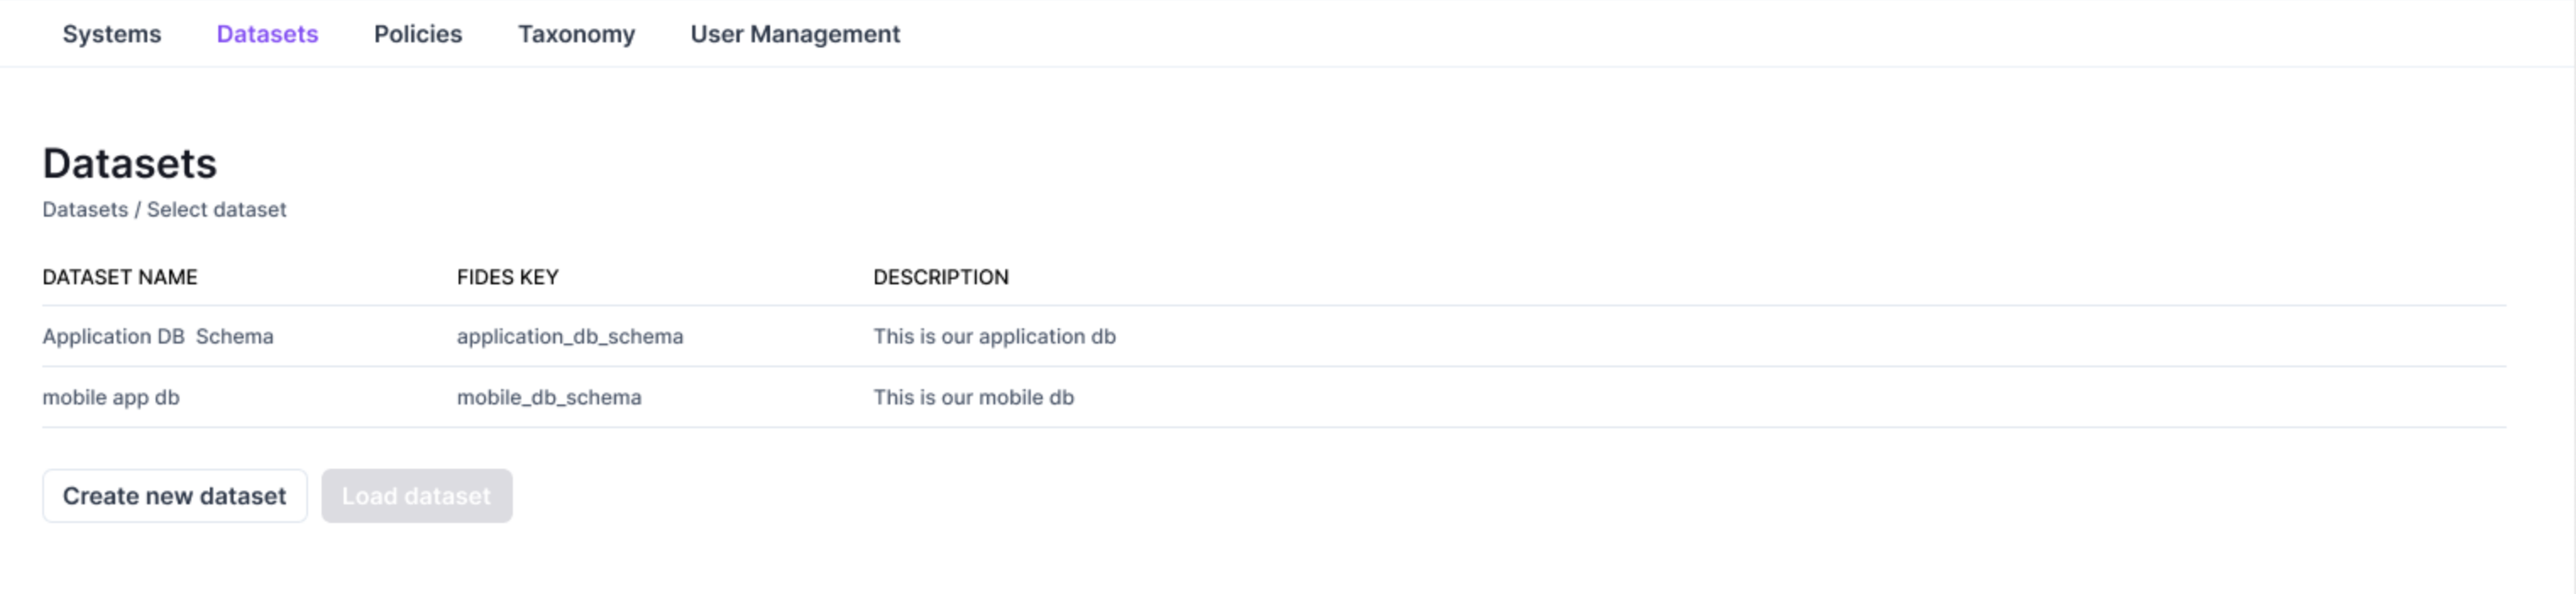 Systems Datasets Policies Taxonomy User Management
Datasets
Datasets / Select dataset
DATASET NAME FIDES KEY DESCRIPTION
Application DB  Schema application_db_schema This is our application db
mobile app db mobile_db_schema This is our mobile db
Create new dataset Load dataset